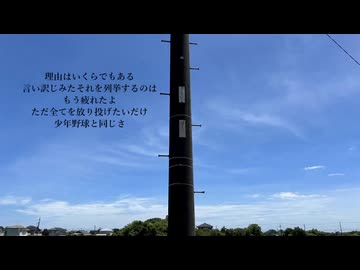 理由はいくらでもある
言い訳じみたそれを列挙するのは
もう疲れたよ
ただ全てを放り投げたいだけ
少年野球と同じさ